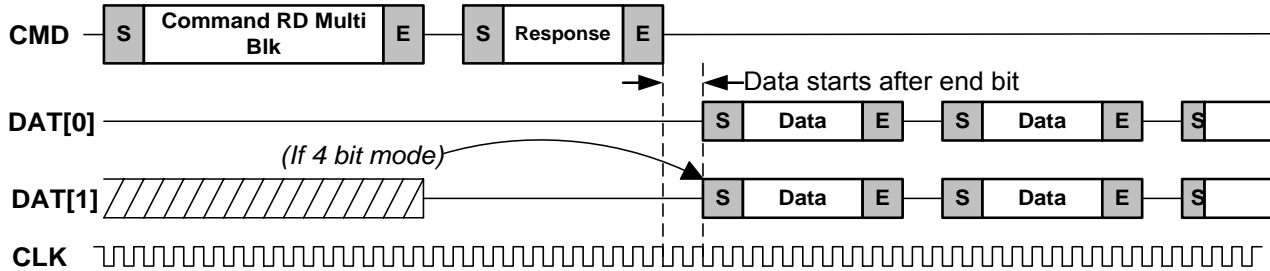 CMD S Command RD Multi Blk E S Response E
Data starts after end bit
DAT[0] S Data E S Data E S
(If 4 bit mode)
DAT[1] S Data E S Data E S
CLK